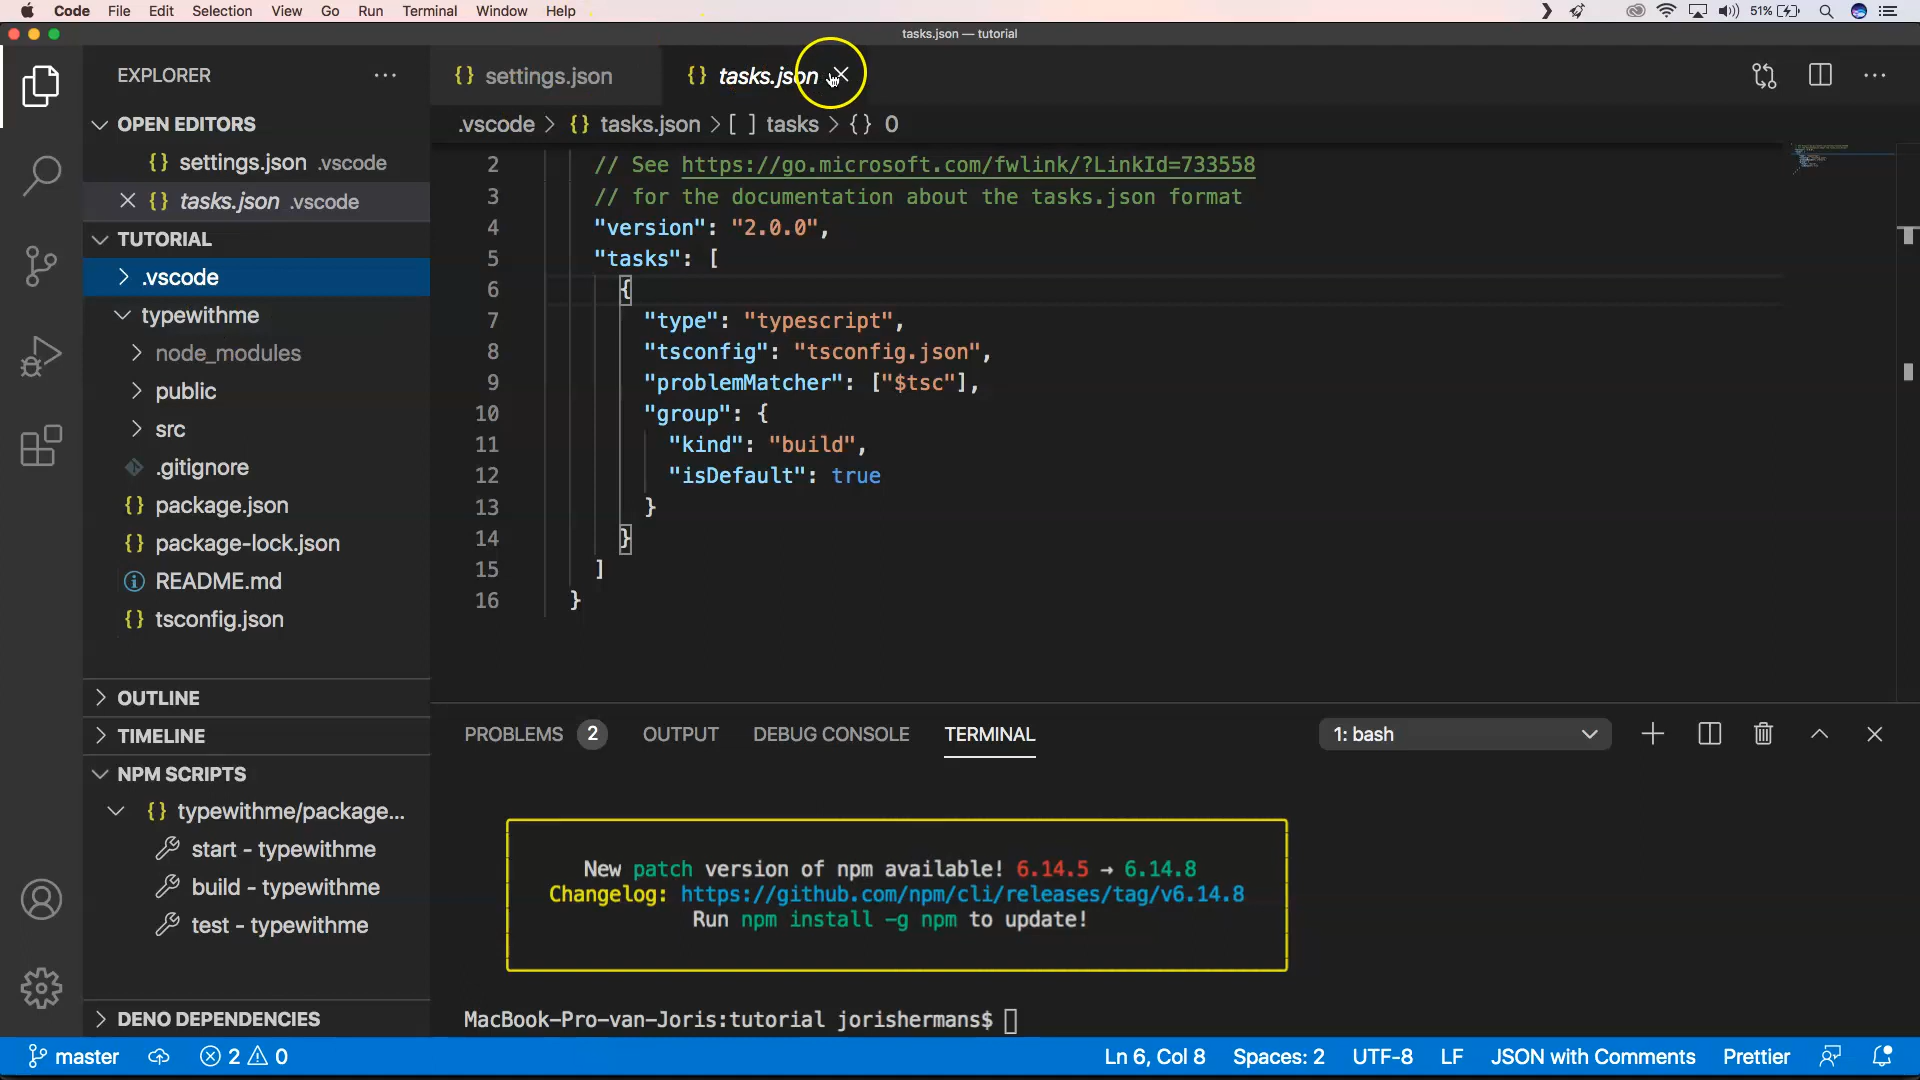 Code File Edit Selection View Go Run Terminal Window Help 51%
tasks.json — tutorial
EXPLORER
settings.json
tasks.json
OPEN EDITORS
.vscode > {} tasks.json > [ ] tasks > {} 0
{} settings.json .vscode
{} tasks.json .vscode
TUTORIAL
.vscode
typewithme
node_modules
public
src
.gitignore
{} package.json
{} package-lock.json
README.md
{} tsconfig.json
OUTLINE
TIMELINE
NPM SCRIPTS
{} typewithme/package...
start - typewithme
build - typewithme
test - typewithme
DENO DEPENDENCIES
2 // See https://go.microsoft.com/fwlink/?LinkId=733558
3 // for the documentation about the tasks.json format
4 "version": "2.0.0",
5 "tasks": [
6 {
7 "type": "typescript",
8 "tsconfig": "tsconfig.json",
9 "problemMatcher": ["$tsc"],
10 "group": {
11 "kind": "build",
12 "isDefault": true
13 }
14 }
15 ]
16 }
PROBLEMS 2 OUTPUT DEBUG CONSOLE TERMINAL 1: bash
New patch version of npm available! 6.14.5 → 6.14.8
Changelog: https://github.com/npm/cli/releases/tag/v6.14.8
Run npm install -g npm to update!
MacBook-Pro-van-Joris:tutorial jorishermans$
master 2 0 Ln 6, Col 8 Spaces: 2 UTF-8 LF JSON with Comments Prettier